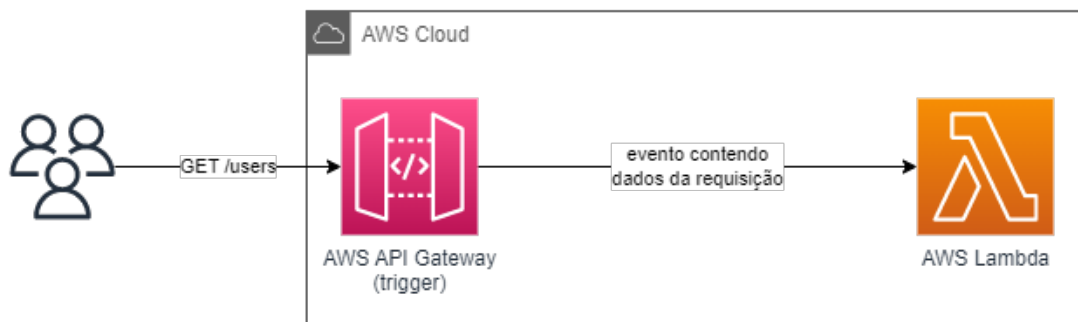 AWS Cloud
GET /users
</>
evento contendo
dados da requisição
AWS API Gateway
(trigger)
AWS Lambda